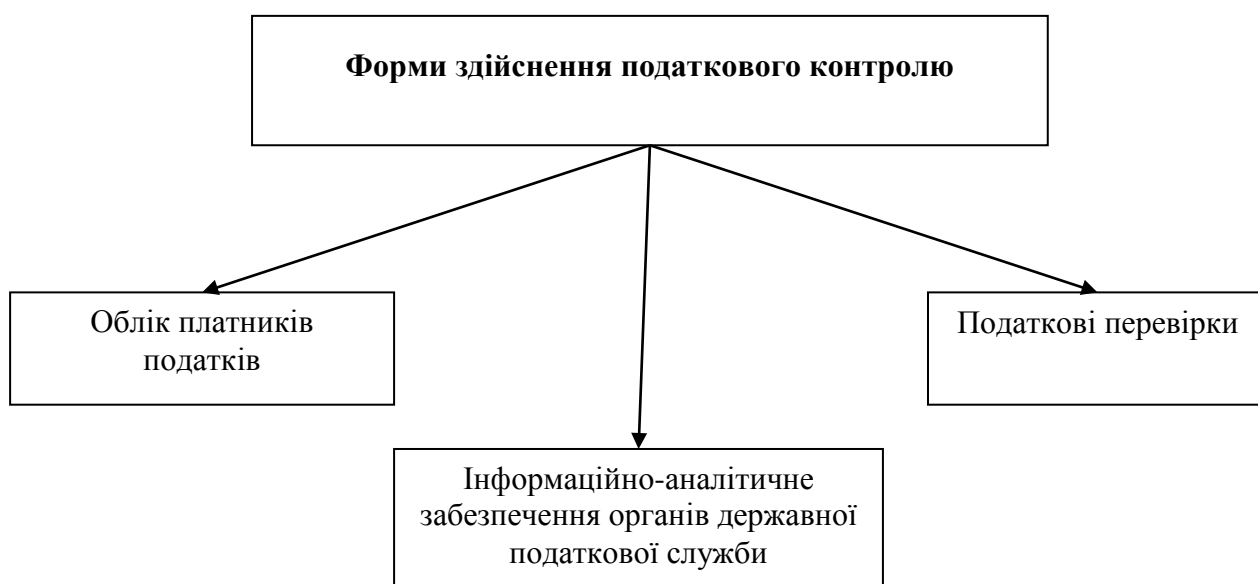 Форми здійснення податкового контролю
Облік платників
податків
Податкові перевірки
Інформаційно-аналітичне
забезпечення органів державної
податкової служби